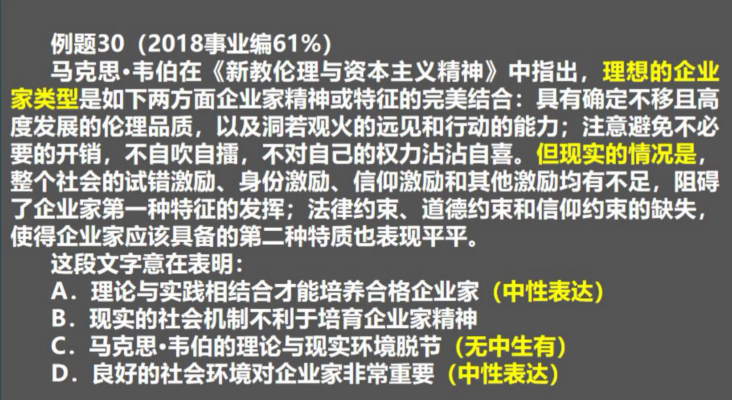 例题30（2018事业编61%）
马克思·韦伯在《新教伦理与资本主义精神》中指出，理想的企业
家类型是如下两方面企业家精神或特征的完美结合：具有确定不移且高
度发展的伦理品质，以及洞若观火的远见和行动的能力；注意避免不必
要的开销，不自吹自擂，不对自己的权力沾沾自喜。但现实的情况是，
整个社会的试错激励、身份激励、信仰激励和其他激励均有不足，阻碍
了企业家第一种特征的发挥；法律约束、道德约束和信仰约束的缺失，
使得企业家应该具备的第二种特质也表现平平。
这段文字意在表明：
A．理论与实践相结合才能培养合格企业家（中性表达）
B．现实的社会机制不利于培育企业家精神
C．马克思·韦伯的理论与现实环境脱节（无中生有）
D．良好的社会环境对企业家非常重要（中性表达）